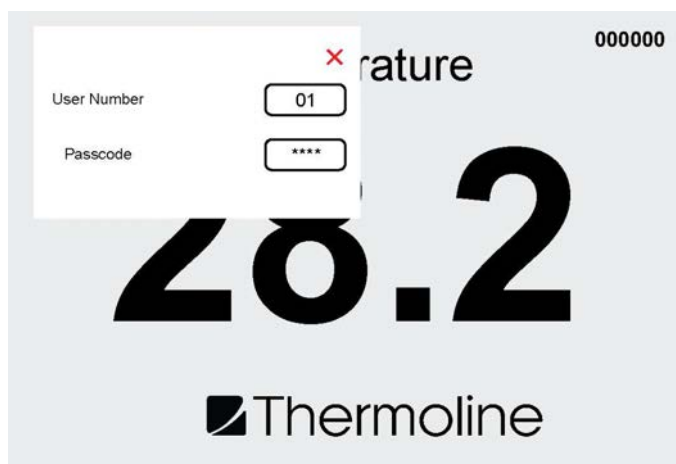 000000
rature
User Number 01
Passcode ****
28.2
Thermoline